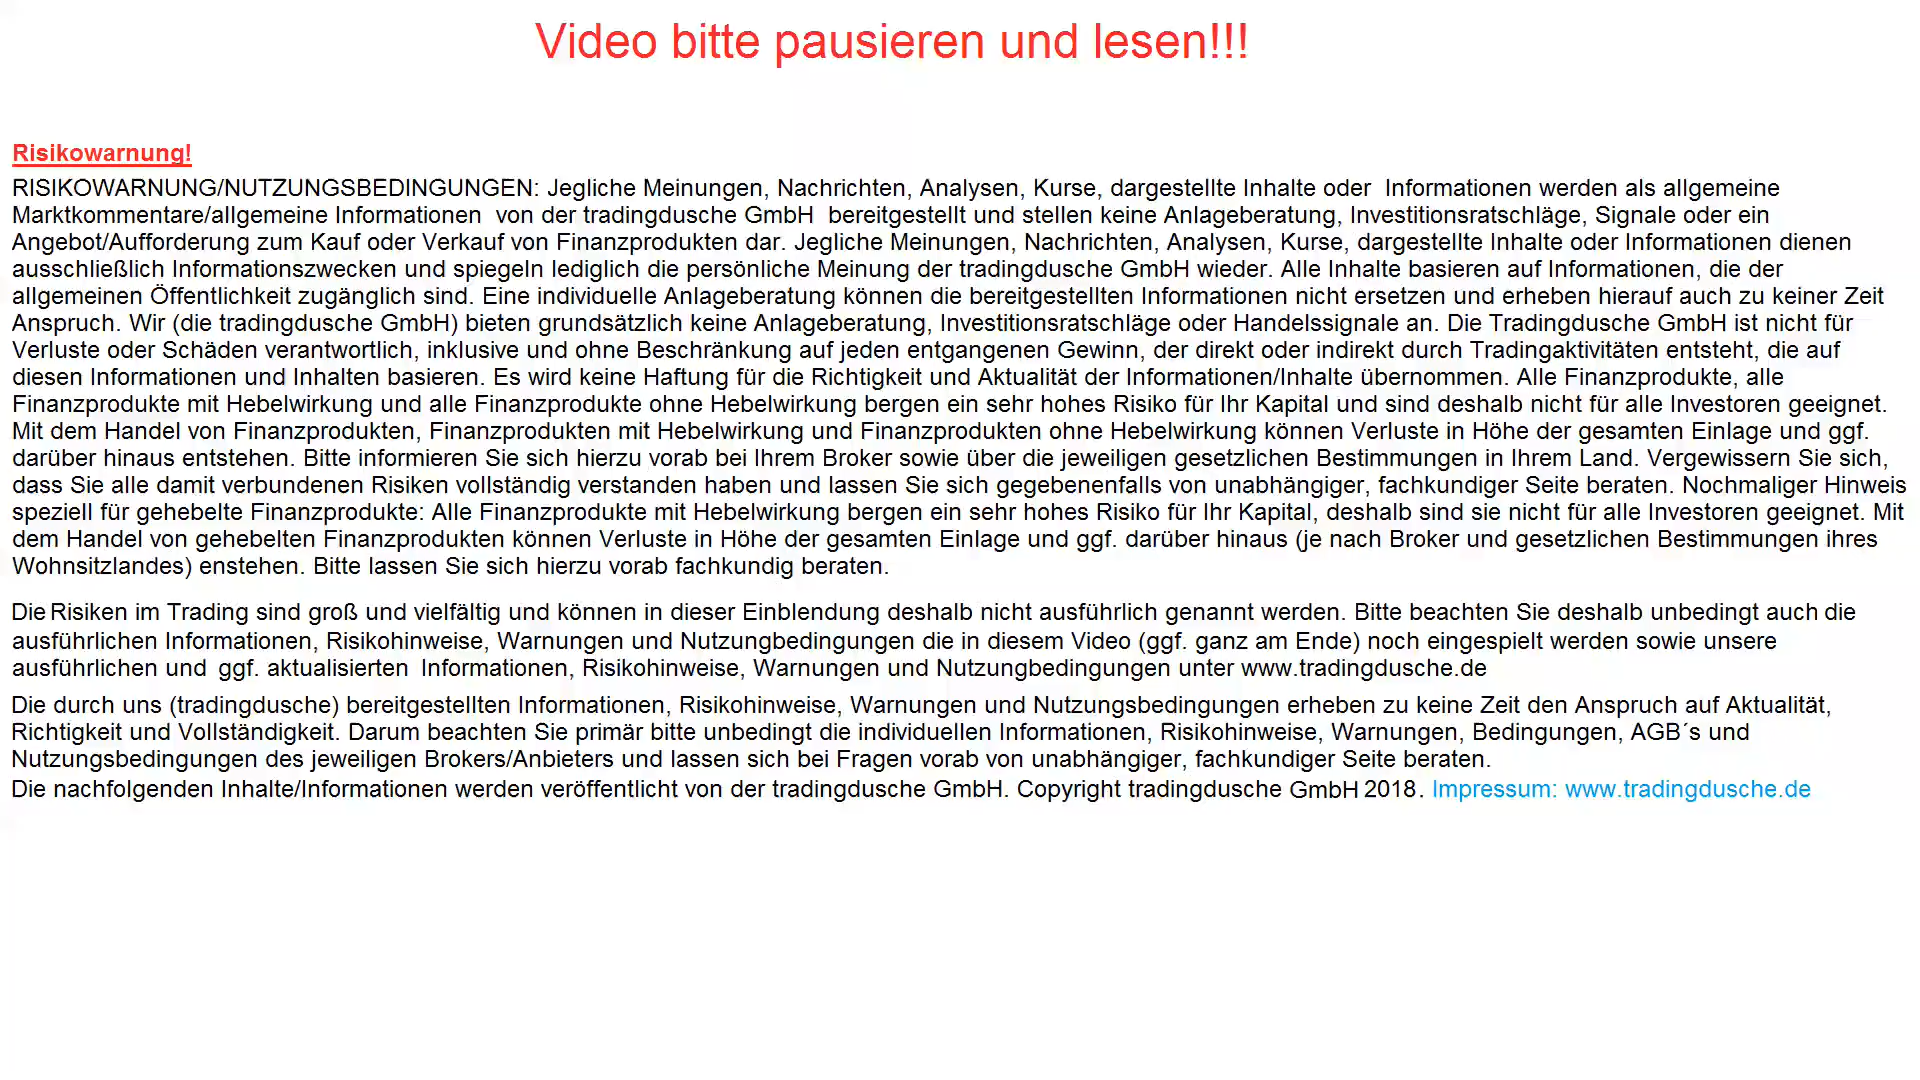 Video bitte pausieren und lesen!!!
Risikowarnung!
RISIKOWARNUNG/NUTZUNGSBEDINGUNGEN: Jegliche Meinungen, Nachrichten, Analysen, Kurse, dargestellte Inhalte oder Informationen werden als allgemeine
Marktkommentare/allgemeine Informationen von der tradingdusche GmbH bereitgestellt und stellen keine Anlageberatung, Investitionsratschläge, Signale oder ein
Angebot/Aufforderung zum Kauf oder Verkauf von Finanzprodukten dar. Jegliche Meinungen, Nachrichten, Analysen, Kurse, dargestellte Inhalte oder Informationen dienen
ausschließlich Informationszwecken und spiegeln lediglich die persönliche Meinung der tradingdusche GmbH wieder. Alle Inhalte basieren auf Informationen, die der
allgemeinen Öffentlichkeit zugänglich sind. Eine individuelle Anlageberatung können die bereitgestellten Informationen nicht ersetzen und erheben hierauf auch zu keiner Zeit
Anspruch. Wir (die tradingdusche GmbH) bieten grundsätzlich keine Anlageberatung, Investitionsratschläge oder Handelssignale an. Die Tradingdusche GmbH ist nicht für
Verluste oder Schäden verantwortlich, inklusive und ohne Beschränkung auf jeden entgangenen Gewinn, der direkt oder indirekt durch Tradingaktivitäten entsteht, die auf
diesen Informationen und Inhalten basieren. Es wird keine Haftung für die Richtigkeit und Aktualität der Informationen/Inhalte übernommen. Alle Finanzprodukte, alle
Finanzprodukte mit Hebelwirkung und alle Finanzprodukte ohne Hebelwirkung bergen ein sehr hohes Risiko für Ihr Kapital und sind deshalb nicht für alle Investoren geeignet.
Mit dem Handel von Finanzprodukten, Finanzprodukten mit Hebelwirkung und Finanzprodukten ohne Hebelwirkung können Verluste in Höhe der gesamten Einlage und ggf.
darüber hinaus entstehen. Bitte informieren Sie sich hierzu vorab bei Ihrem Broker sowie über die jeweiligen gesetzlichen Bestimmungen in Ihrem Land. Vergewissern Sie sich,
dass Sie alle damit verbundenen Risiken vollständig verstanden haben und lassen Sie sich gegebenenfalls von unabhängiger, fachkundiger Seite beraten. Nochmaliger Hinweis
speziell für gehebelte Finanzprodukte: Alle Finanzprodukte mit Hebelwirkung bergen ein sehr hohes Risiko für Ihr Kapital, deshalb sind sie nicht für alle Investoren geeignet. Mit
dem Handel von gehebelten Finanzprodukten können Verluste in Höhe der gesamten Einlage und ggf. darüber hinaus (je nach Broker und gesetzlichen Bestimmungen ihres
Wohnsitzlandes) enstehen. Bitte lassen Sie sich hierzu vorab fachkundig beraten.
Die Risiken im Trading sind groß und vielfältig und können in dieser Einblendung deshalb nicht ausführlich genannt werden. Bitte beachten Sie deshalb unbedingt auch die
ausführlichen Informationen, Risikohinweise, Warnungen und Nutzungbedingungen die in diesem Video (ggf. ganz am Ende) noch eingespielt werden sowie unsere
ausführlichen und ggf. aktualisierten Informationen, Risikohinweise, Warnungen und Nutzungbedingungen unter www.tradingdusche.de
Die durch uns (tradingdusche) bereitgestellten Informationen, Risikohinweise, Warnungen und Nutzungsbedingungen erheben zu keine Zeit den Anspruch auf Aktualität,
Richtigkeit und Vollständigkeit. Darum beachten Sie primär bitte unbedingt die individuellen Informationen, Risikohinweise, Warnungen, Bedingungen, AGB´s und
Nutzungsbedingungen des jeweiligen Brokers/Anbieters und lassen sich bei Fragen vorab von unabhängiger, fachkundiger Seite beraten.
Die nachfolgenden Inhalte/Informationen werden veröffentlicht von der tradingdusche GmbH. Copyright tradingdusche GmbH 2018. Impressum: www.tradingdusche.de